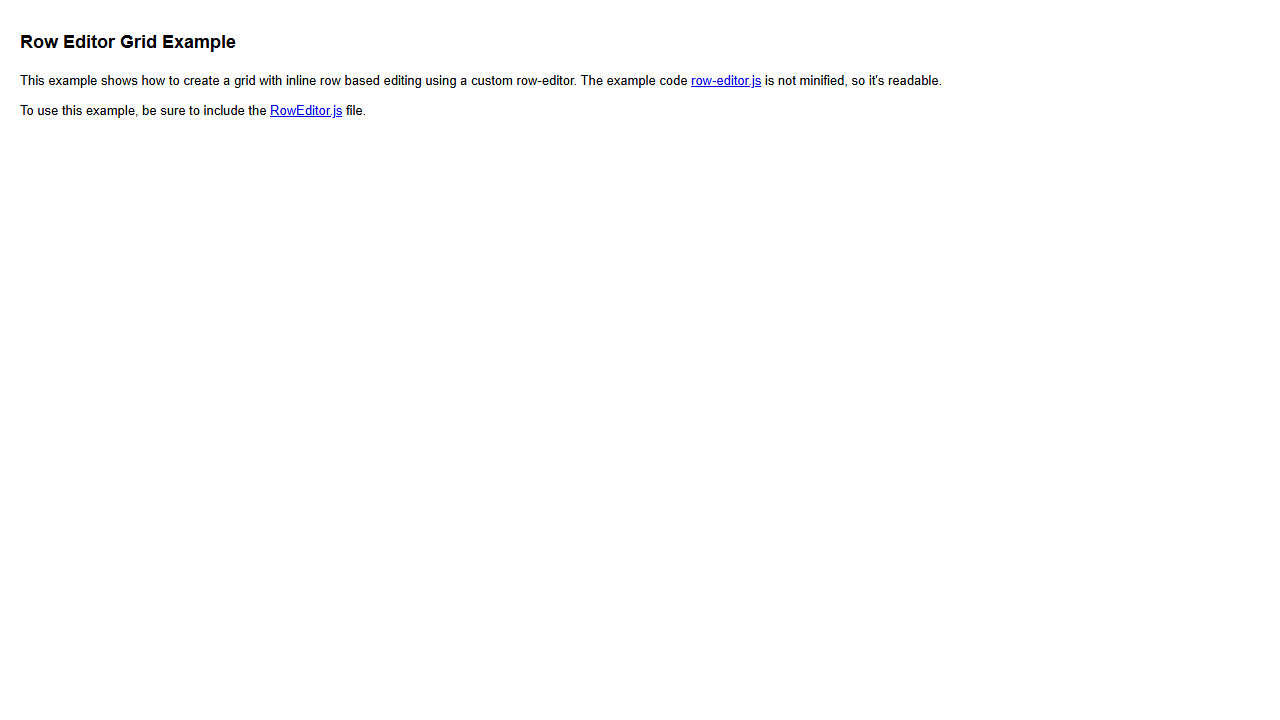 Row Editor Grid Example
This example shows how to create a grid with inline row based editing using a custom row-editor. The example code row-editor.js is not minified, so it's readable.
To use this example, be sure to include the RowEditor.js file.